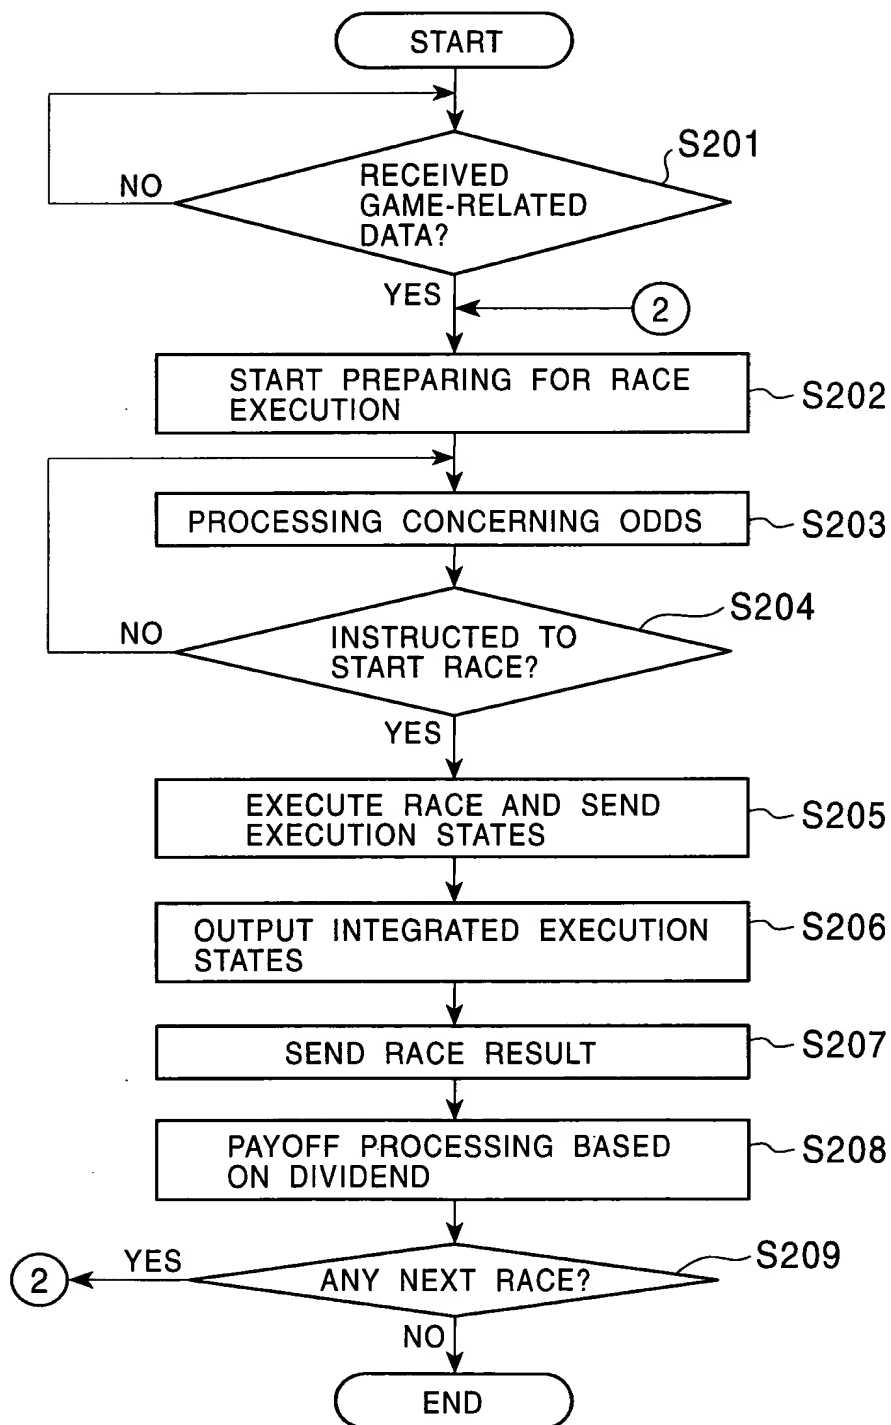 START
S201
RECEIVED
GAME-RELATED
DATA?
NO
YES
2
START PREPARING FOR RACE
EXECUTION
S202
PROCESSING CONCERNING ODDS
S203
S204
INSTRUCTED TO
START RACE?
NO
YES
EXECUTE RACE AND SEND
EXECUTION STATES
S205
OUTPUT INTEGRATED EXECUTION
STATES
S206
SEND RACE RESULT
S207
PAYOFF PROCESSING BASED
ON DIVIDEND
S208
S209
2
YES
ANY NEXT RACE?
NO
END